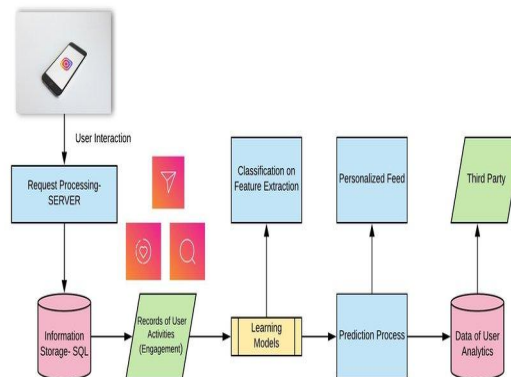 User Interaction
Request Processing-
SERVER
Classification on
Feature Extraction
Personalized Feed
Third Party
Information
Storage- SQL
Records of User
Activities
(Engagement)
Learning
Models
Prediction Process
Data of User
Analytics